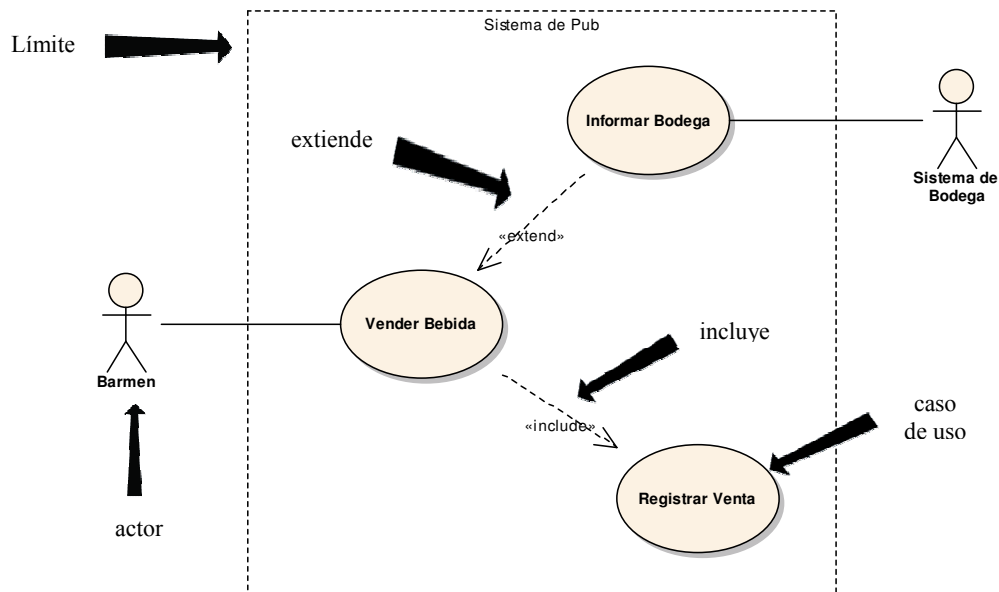 Sistema de Pub
Límite
Informar Bodega
extiende
Sistema de
Bodega
«extend»
Vender Bebida
incluye
Barmen
«include»
caso
de uso
Registrar Venta
actor